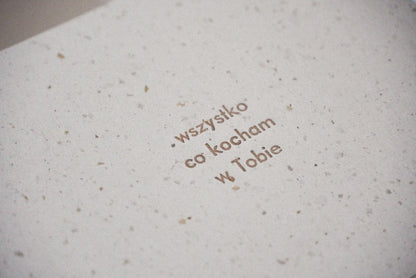 wszystko
co kocham
w Tobie